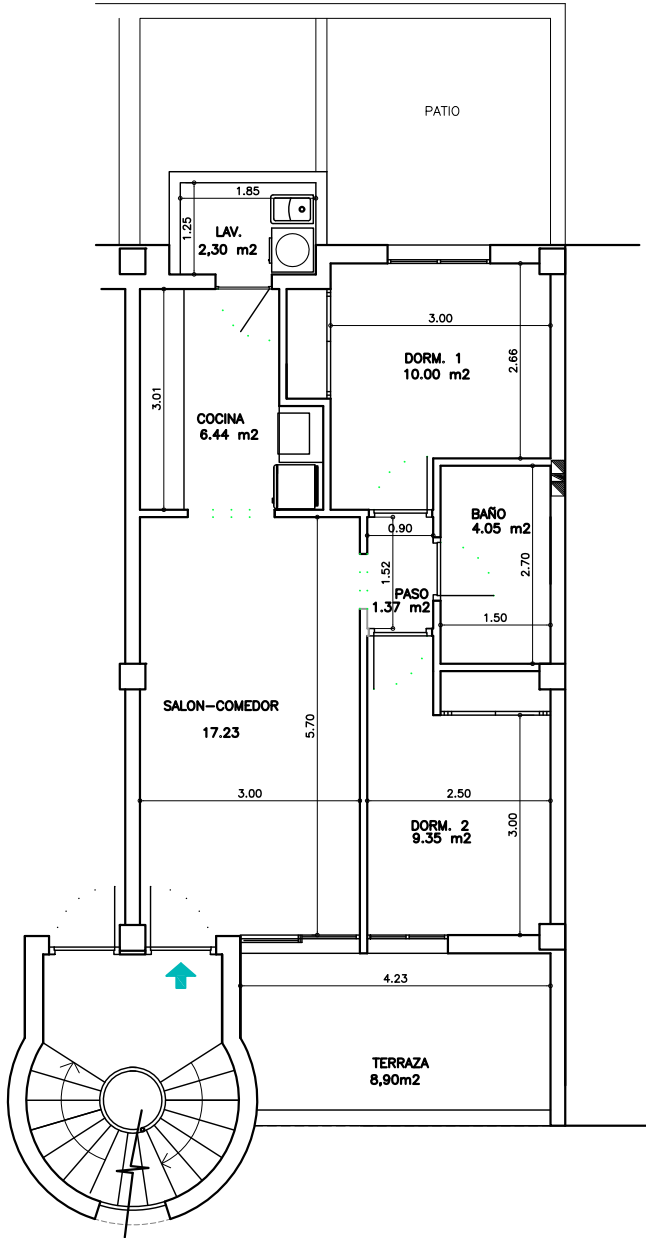 PATIO
1.85
1.25
LAV.
2,30 m2
3.00
DORM. 1
10.00 m2
2.66
3.01
COCINA
6.44 m2
BAÑO
4.05 m2
0.90
1.52
2.70
PASO
1.37 m2
1.50
SALON-COMEDOR
17.23
5.70
3.00
2.50
DORM. 2
9.35 m2
3.00
4.23
TERRAZA
8,90m2